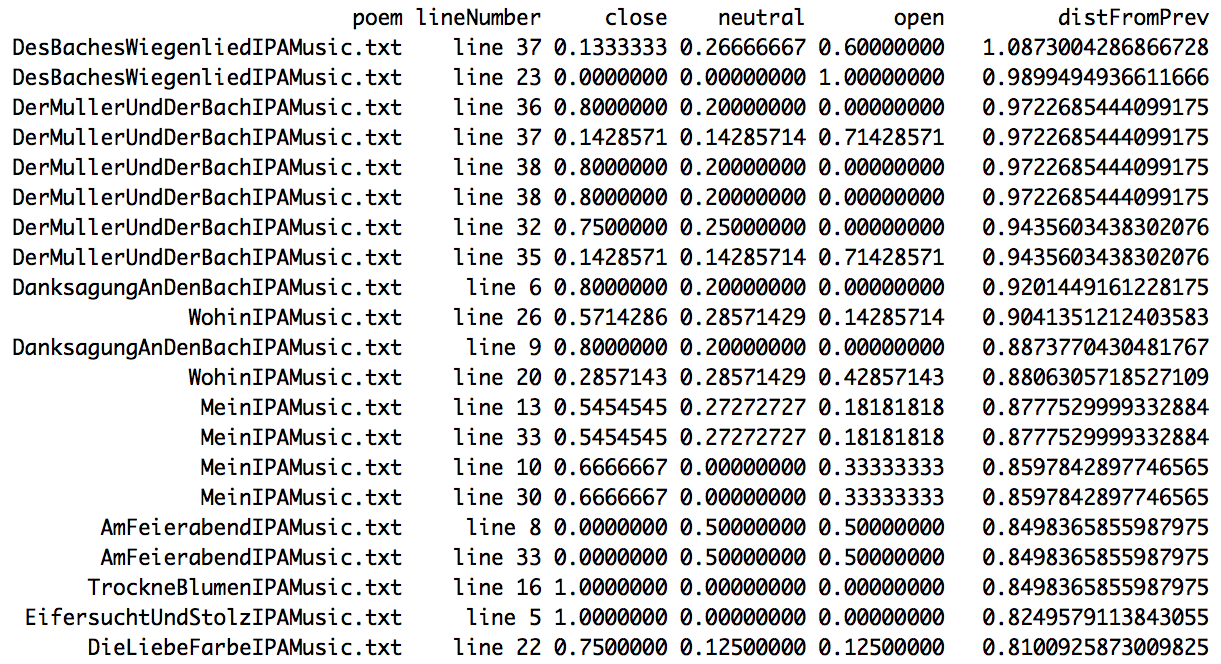 poem lineNumber close neutral open distFromPrev
DesBachesWiegenliedIPAMusic.txt line 37 0.1333333 0.26666667 0.60000000 1.0873004286866728
DesBachesWiegenliedIPAMusic.txt line 23 0.0000000 0.00000000 1.00000000 0.9899494936611666
DerMullerUndDerBachIPAMusic.txt line 36 0.8000000 0.20000000 0.00000000 0.9722685444099175
DerMullerUndDerBachIPAMusic.txt line 37 0.1428571 0.14285714 0.71428571 0.9722685444099175
DerMullerUndDerBachIPAMusic.txt line 38 0.8000000 0.20000000 0.00000000 0.9722685444099175
DerMullerUndDerBachIPAMusic.txt line 38 0.8000000 0.20000000 0.00000000 0.9722685444099175
DerMullerUndDerBachIPAMusic.txt line 32 0.7500000 0.25000000 0.00000000 0.9435603438302076
DerMullerUndDerBachIPAMusic.txt line 35 0.1428571 0.14285714 0.71428571 0.9435603438302076
DanksagungAnDenBachIPAMusic.txt line 6 0.8000000 0.20000000 0.00000000 0.9201449161228175
WohinIPAMusic.txt line 26 0.5714286 0.28571429 0.14285714 0.9041351212403583
DanksagungAnDenBachIPAMusic.txt line 9 0.8000000 0.20000000 0.00000000 0.8873770430481767
WohinIPAMusic.txt line 20 0.2857143 0.28571429 0.42857143 0.8806305718527109
MeinIPAMusic.txt line 13 0.5454545 0.27272727 0.18181818 0.8777529999332884
MeinIPAMusic.txt line 33 0.5454545 0.27272727 0.18181818 0.8777529999332884
MeinIPAMusic.txt line 10 0.6666667 0.00000000 0.33333333 0.8597842897746565
MeinIPAMusic.txt line 30 0.6666667 0.00000000 0.33333333 0.8597842897746565
AmFeierabendIPAMusic.txt line 8 0.0000000 0.50000000 0.50000000 0.8498365855987975
AmFeierabendIPAMusic.txt line 33 0.0000000 0.50000000 0.50000000 0.8498365855987975
TrockneBlumenIPAMusic.txt line 16 1.0000000 0.00000000 0.00000000 0.8498365855987975
EifersuchtUndStolzIPAMusic.txt line 5 1.0000000 0.00000000 0.00000000 0.8249579113843055
DieLiebeFarbeIPAMusic.txt line 22 0.7500000 0.12500000 0.12500000 0.8100925873009825